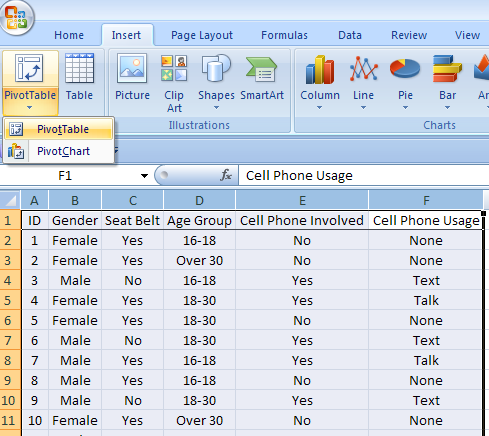 Home Insert Page Layout Formulas Data Review View
PivotTable Table Picture Clip Art Shapes SmartArt Column Line Pie Bar
Illustrations Charts
PivotTable
PivotChart
F1 fx Cell Phone Usage
A B C D E F
1 ID Gender Seat Belt Age Group Cell Phone Involved Cell Phone Usage
2 1 Female Yes 16-18 No None
3 2 Female Yes Over 30 No None
4 3 Male No 16-18 Yes Text
5 4 Female Yes 18-30 Yes Talk
6 5 Female Yes 18-30 No None
7 6 Male No 18-30 Yes Text
8 7 Male Yes 16-18 Yes Talk
9 8 Male Yes 16-18 No None
10 9 Male No 18-30 Yes Text
11 10 Female Yes Over 30 No None